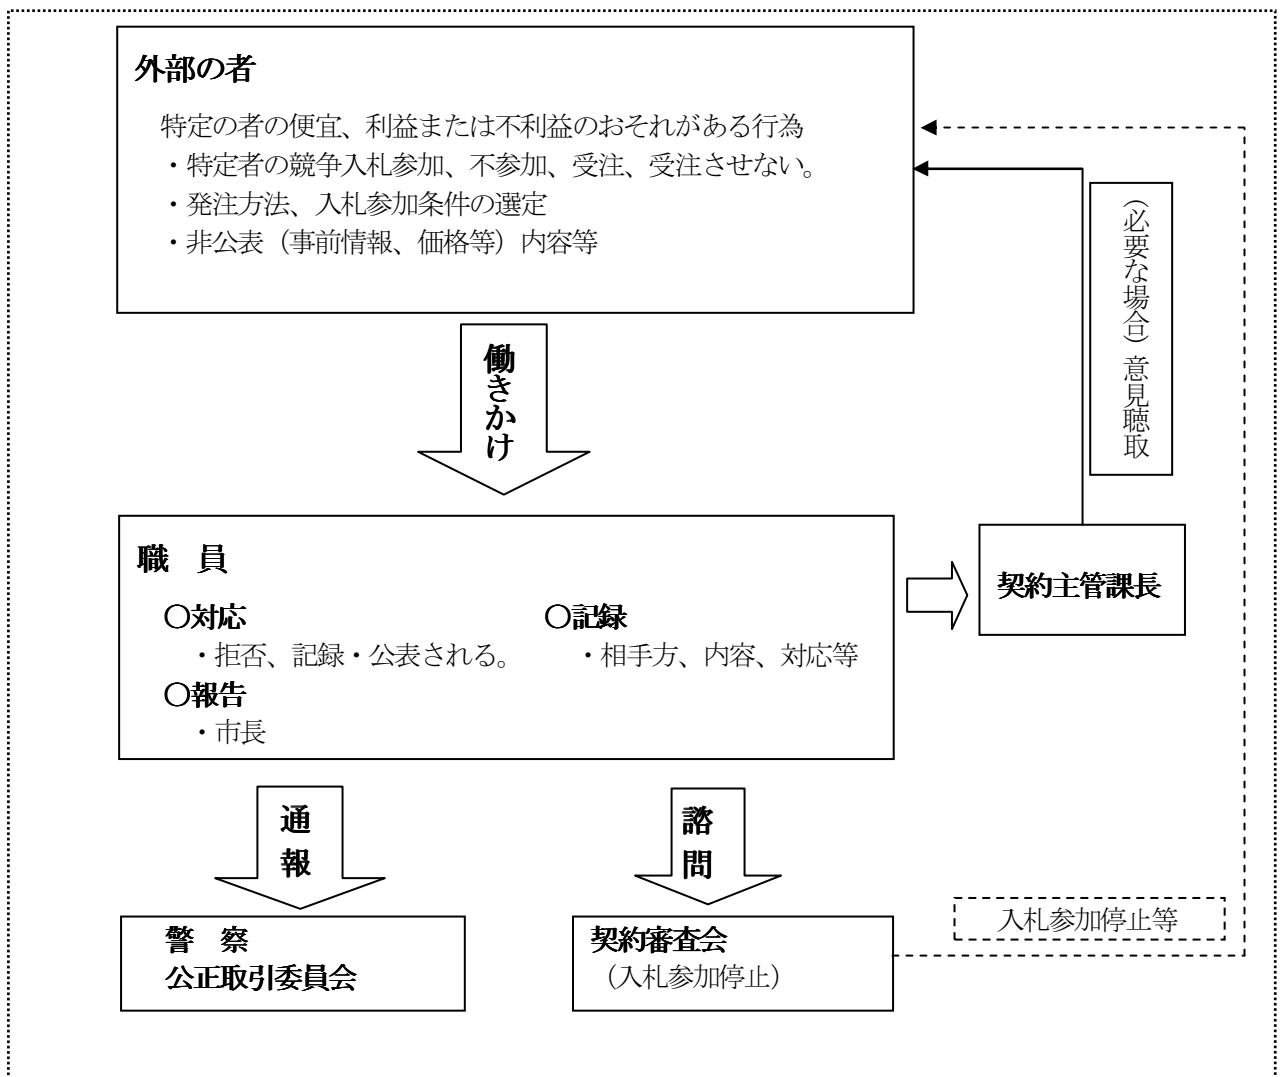 外部の者
特定の者の便宜、利益または不利益のおそれがある行為
・特定者の競争入札参加、不参加、受注、受注させない。
・発注方法、入札参加条件の選定
・非公表（事前情報、価格等）内容等
（必要な場合）意見聴取
働きかけ
職　員
○対応
・拒否、記録・公表される。
○記録
・相手方、内容、対応等
○報告
・市長
契約主管課長
通報
諮問
警　察
公正取引委員会
契約審査会
（入札参加停止）
入札参加停止等